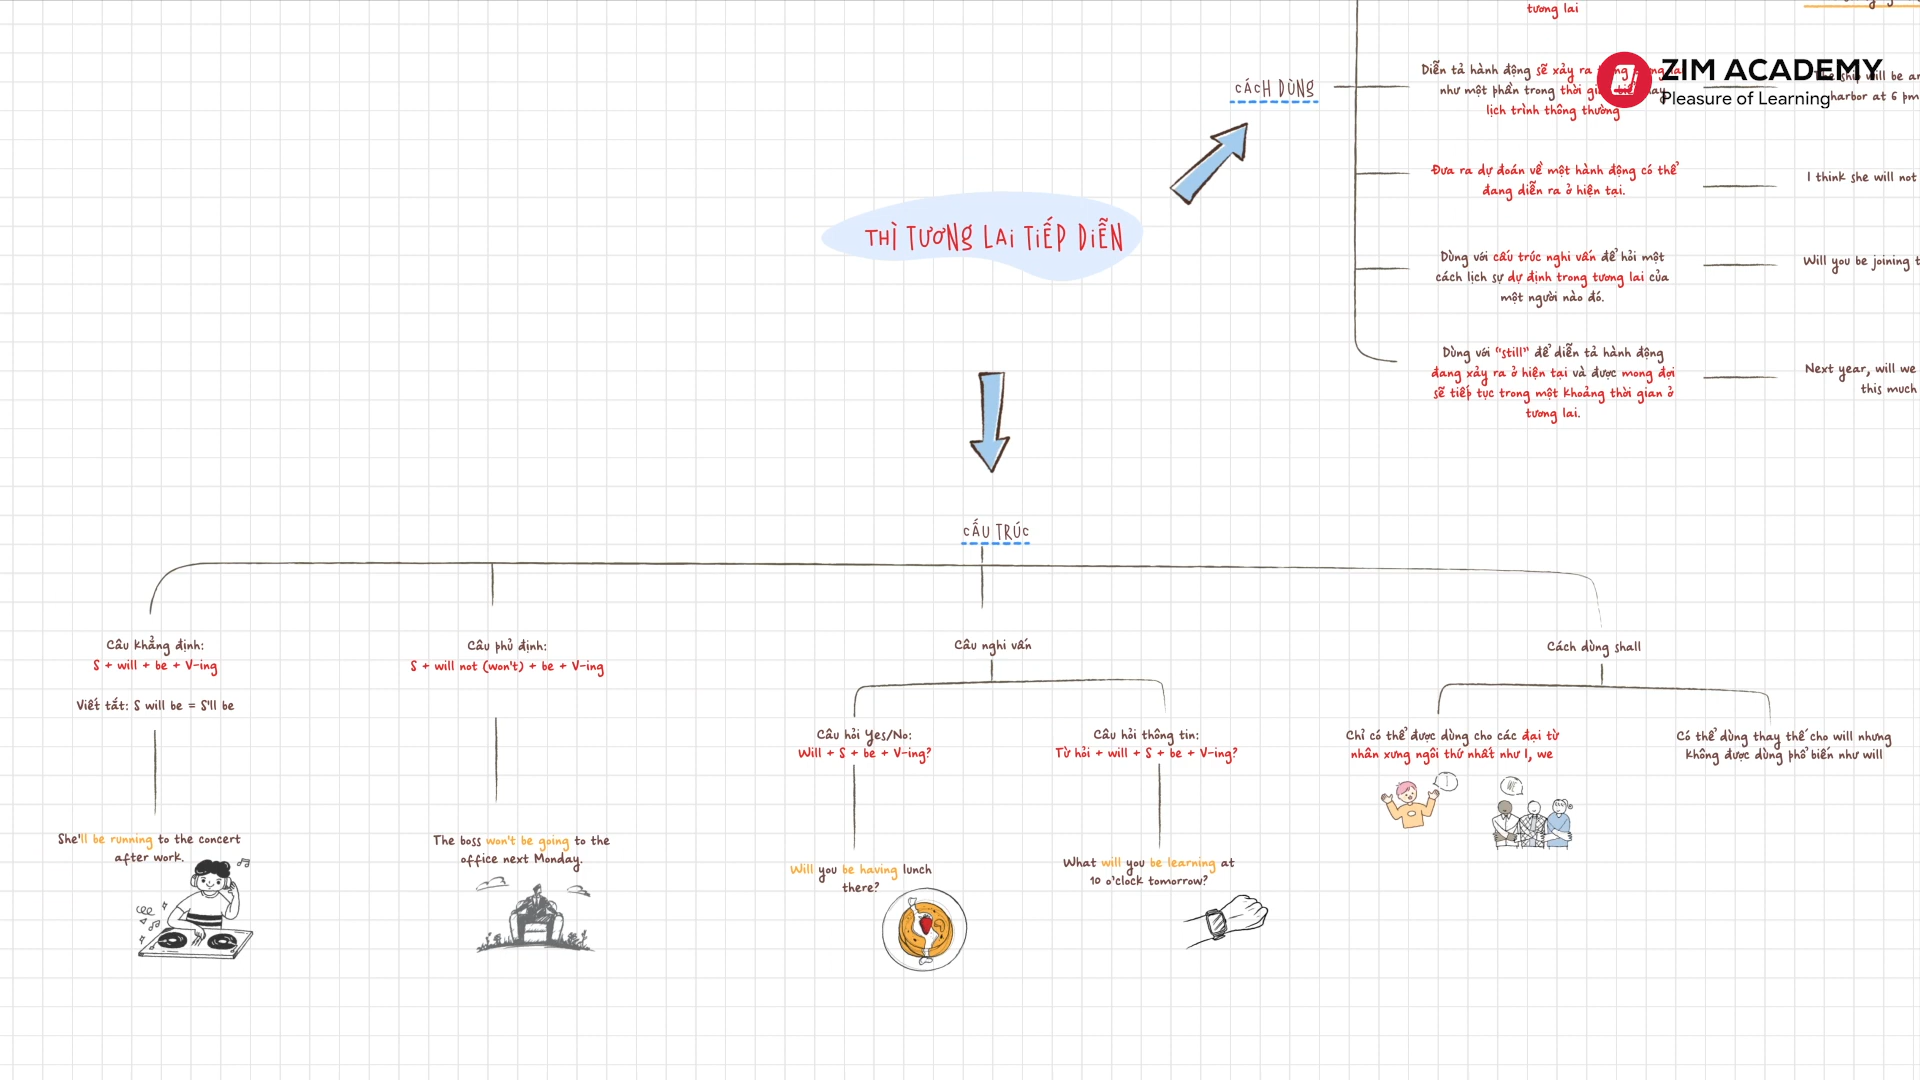 tương lai
ZIM ACADEMY
Pleasure of Learning
CÁCH DÙNG
Diễn tả hành động sẽ xảy ra
như một phần trong thời
lịch trình thông thường
The ship will be
harbor at 6 pm
Đưa ra dự đoán về một hành động có thể
đang diễn ra ở hiện tại.
I think she will not
THÌ TƯƠNG LAI TIẾP DIỄN
Dùng với cấu trúc nghi vấn để hỏi một
cách lịch sự dự định trong tương lai của
một người nào đó.
Will you be joining
Dùng với "still" để diễn tả hành động
đang xảy ra ở hiện tại và được mong đợi
sẽ tiếp tục trong một khoảng thời gian ở
tương lai.
Next year, will we
this much
CẤU TRÚC
Câu khẳng định:
S + will + be + V-ing
Viết tắt: S will be = S'll be
She'll be running to the concert
after work.
Câu phủ định:
S + will not (won't) + be + V-ing
The boss won't be going to the
office next Monday.
Câu nghi vấn
Câu hỏi Yes/No:
Will + S + be + V-ing?
Will you be having lunch
there?
Câu hỏi thông tin:
Từ hỏi + will + S + be + V-ing?
What will you be learning at
10 o'clock tomorrow?
Cách dùng shall
Chỉ có thể được dùng cho các đại từ
nhân xưng ngôi thứ nhất như I, we
Có thể dùng thay thế cho will nhưng
không được dùng phổ biến như will